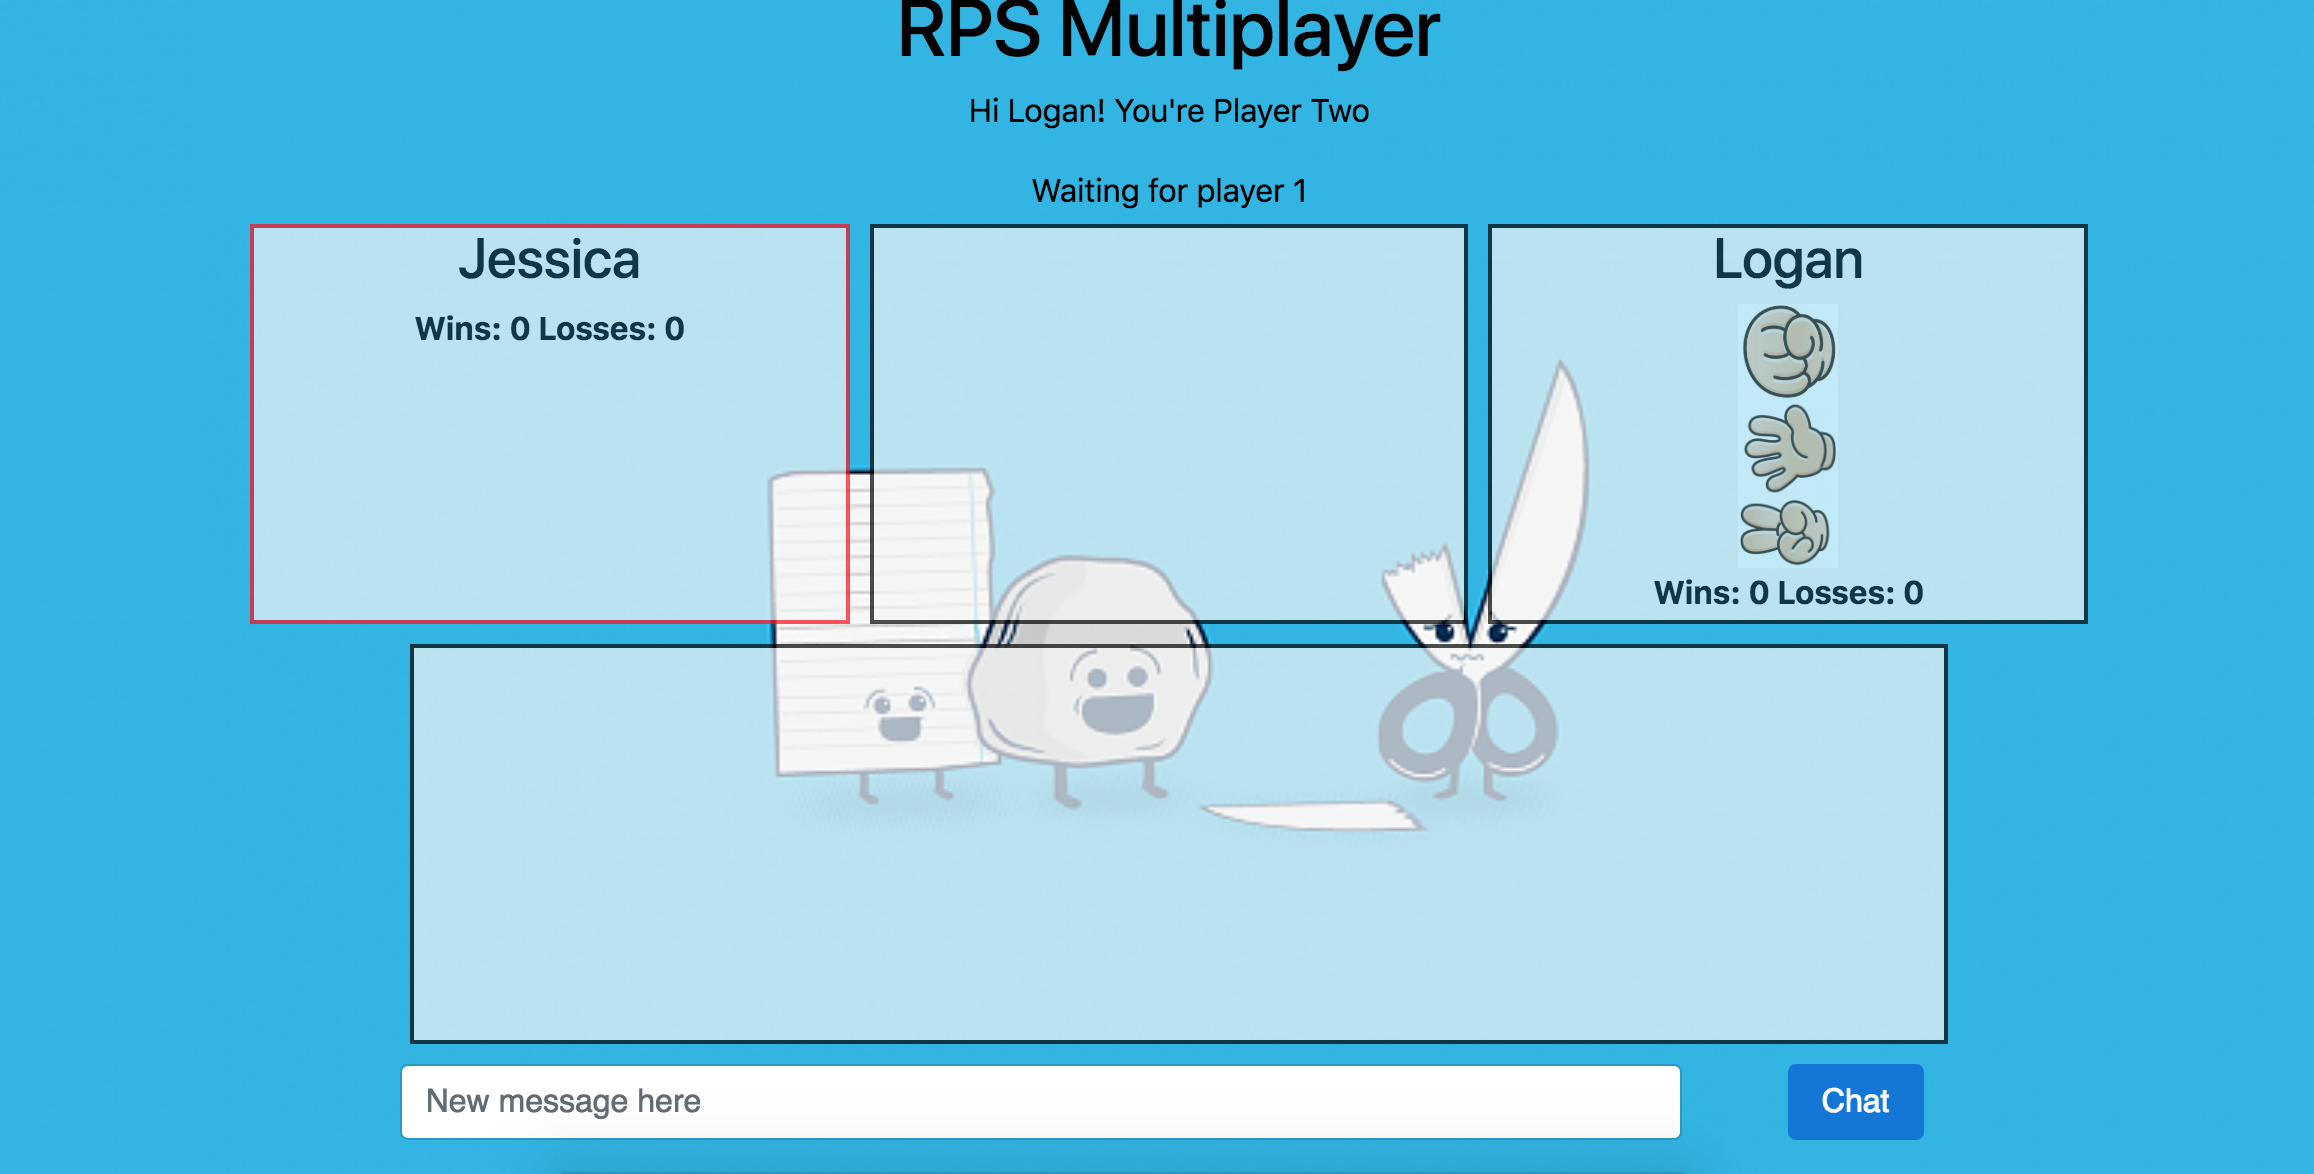 RPS Multiplayer
Hi Logan! You're Player Two
Waiting for player 1
Jessica
Wins: 0 Losses: 0
Logan
Wins: 0 Losses: 0
New message here
Chat